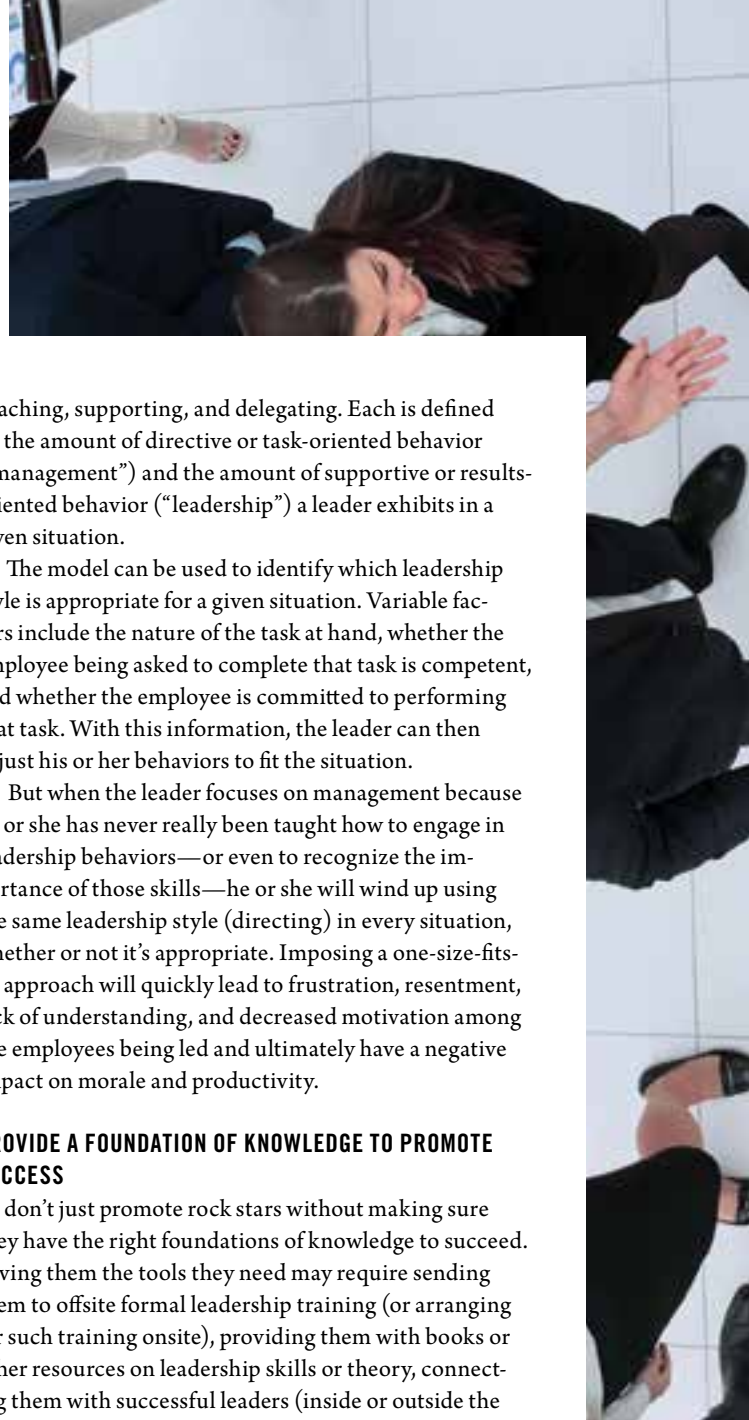 aching, supporting, and delegating. Each is defined
the amount of directive or task-oriented behavior
management”) and the amount of supportive or results-
iented behavior (“leadership”) a leader exhibits in a
ven situation.
The model can be used to identify which leadership
yle is appropriate for a given situation. Variable fac-
rs include the nature of the task at hand, whether the
ployee being asked to complete that task is competent,
d whether the employee is committed to performing
at task. With this information, the leader can then
just his or her behaviors to fit the situation.
But when the leader focuses on management because
or she has never really been taught how to engage in
adership behaviors—or even to recognize the im-
rtance of those skills—he or she will wind up using
e same leadership style (directing) in every situation,
hether or not it’s appropriate. Imposing a one-size-fits-
approach will quickly lead to frustration, resentment,
ck of understanding, and decreased motivation among
e employees being led and ultimately have a negative
pact on morale and productivity.
OVIDE A FOUNDATION OF KNOWLEDGE TO PROMOTE
CCESS
don’t just promote rock stars without making sure
ey have the right foundations of knowledge to succeed.
ving them the tools they need may require sending
em to offsite formal leadership training (or arranging
r such training onsite), providing them with books or
her resources on leadership skills or theory, connect-
g them with successful leaders (inside or outside the